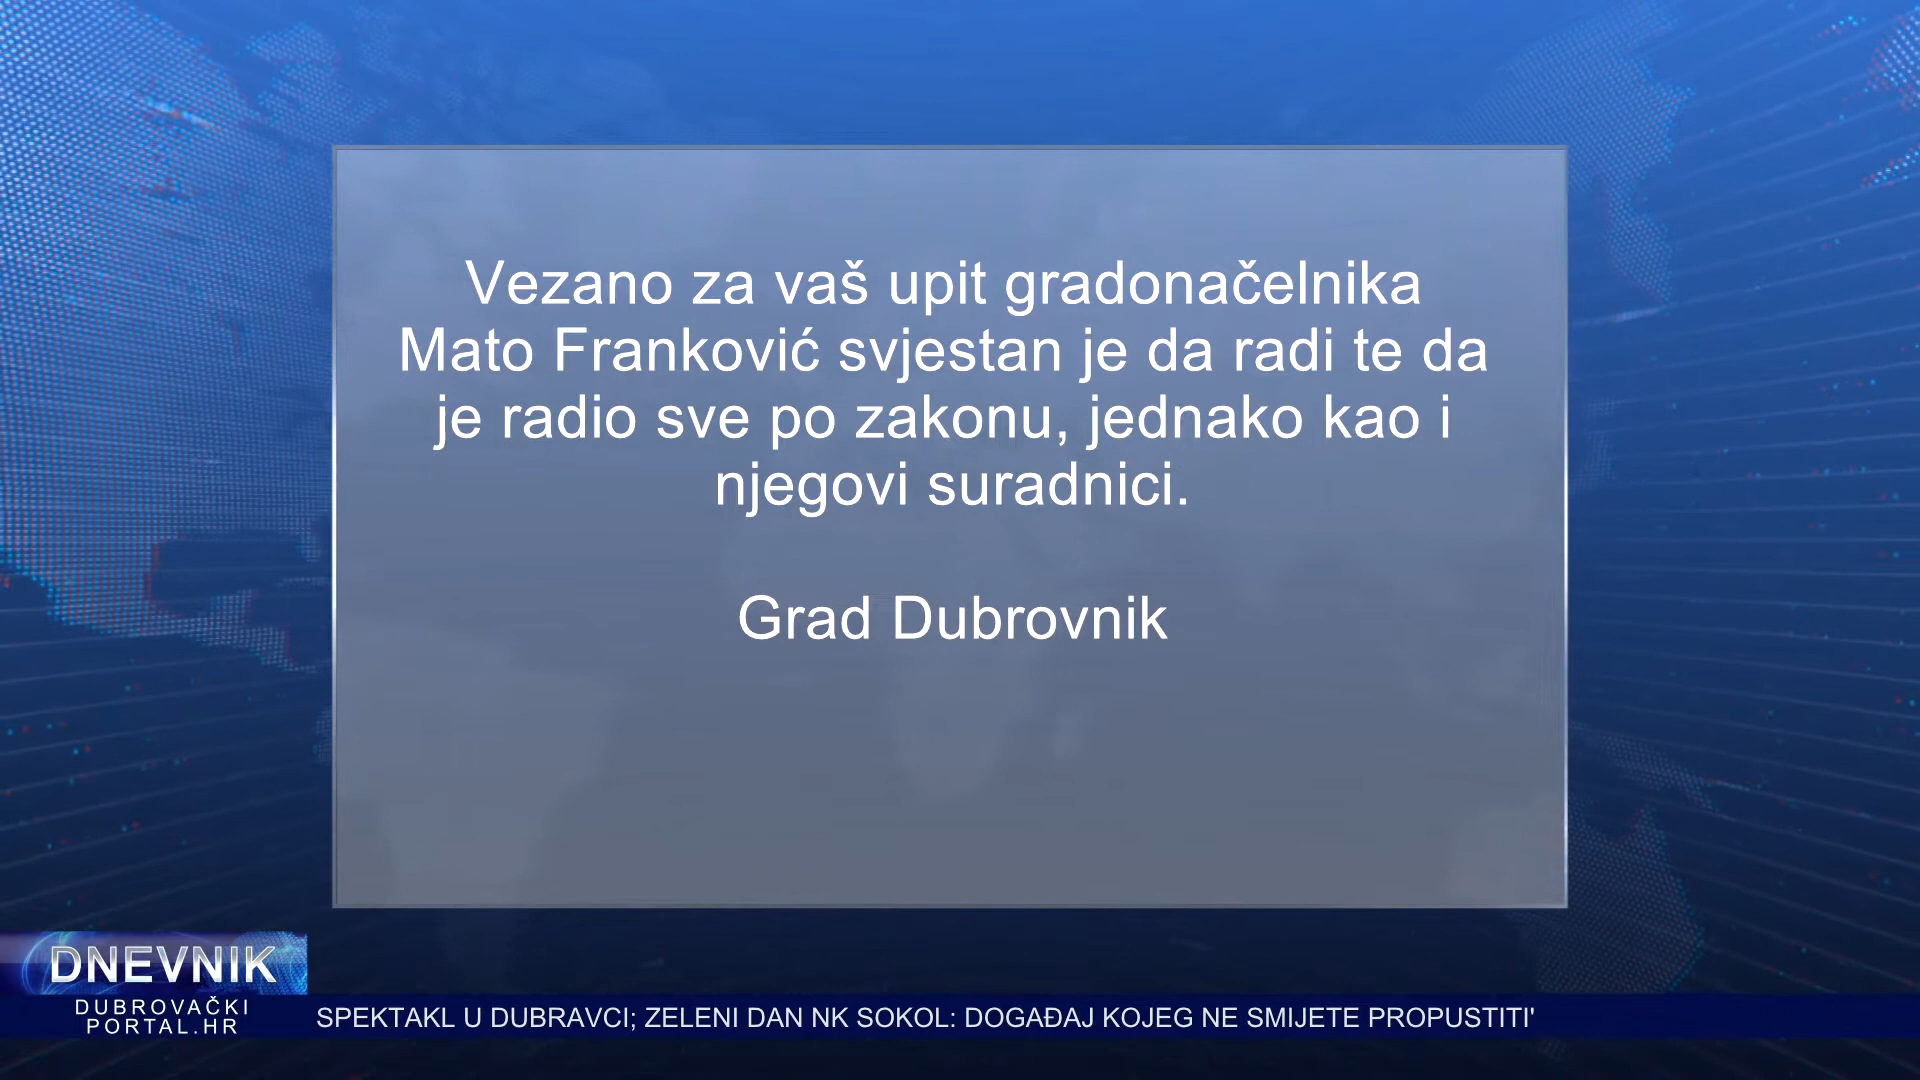 Vezano za vaš upit gradonačelnika
Mato Franković svjestan je da radi te da
je radio sve po zakonu, jednako kao i
njegovi suradnici.
Grad Dubrovnik
DNEVNIK
DUBROVAČKI
PORTAL.HR
SPEKTAKL U DUBRAVCI; ZELENI DAN NK SOKOL: DOGAĐAJ KOJEG NE SMIJETE PROPUSTITI'